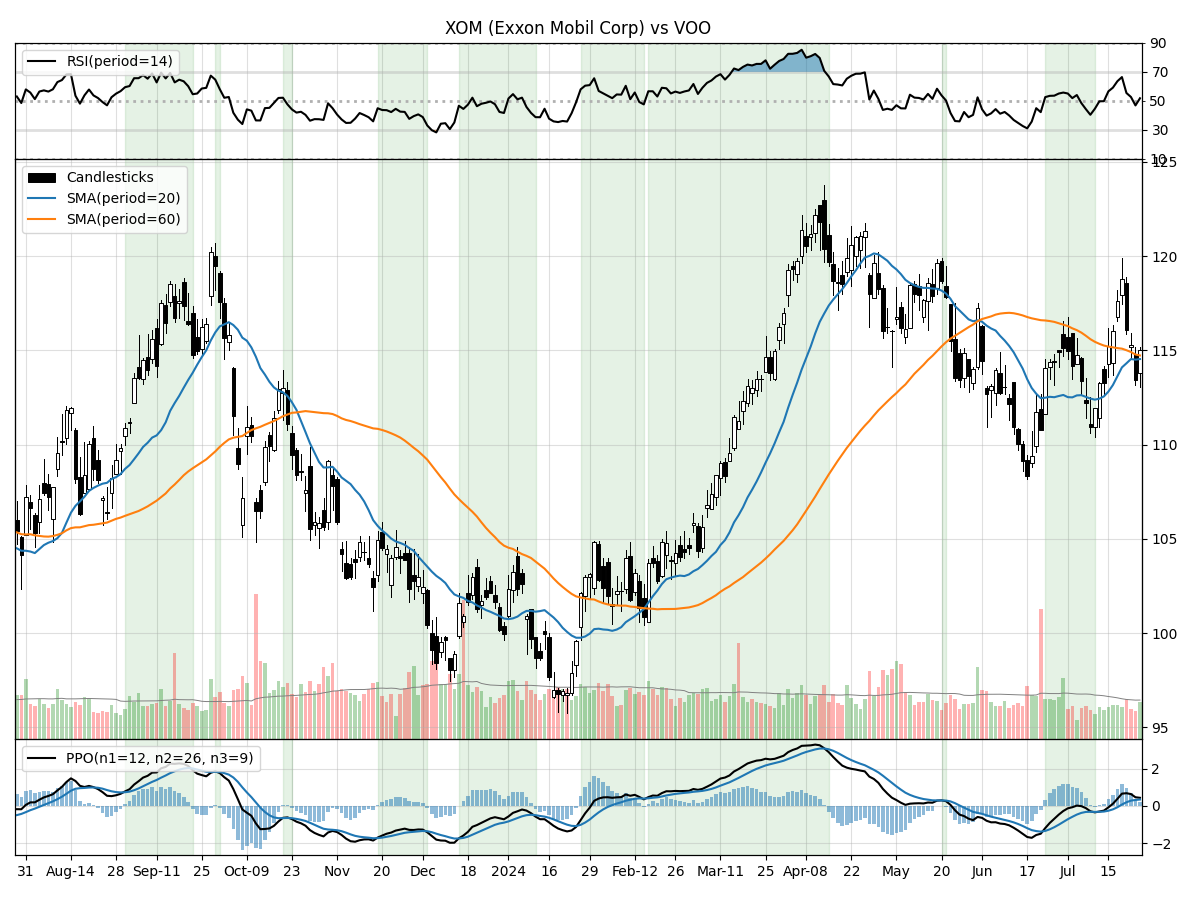 XOM (Exxon Mobil Corp) vs VOO
RSI(period=14)
90
70
50
30
10
Candlesticks
SMA(period=20)
SMA(period=60)
125
120
115
110
105
100
95
PPO(n1=12, n2=26, n3=9)
2
0
−2
31 Aug-14 28 Sep-11 25 Oct-09 23 Nov 20 Dec 18 2024 16 29 Feb-12 26 Mar-11 25 Apr-08 22 May 20 Jun 17 Jul 15